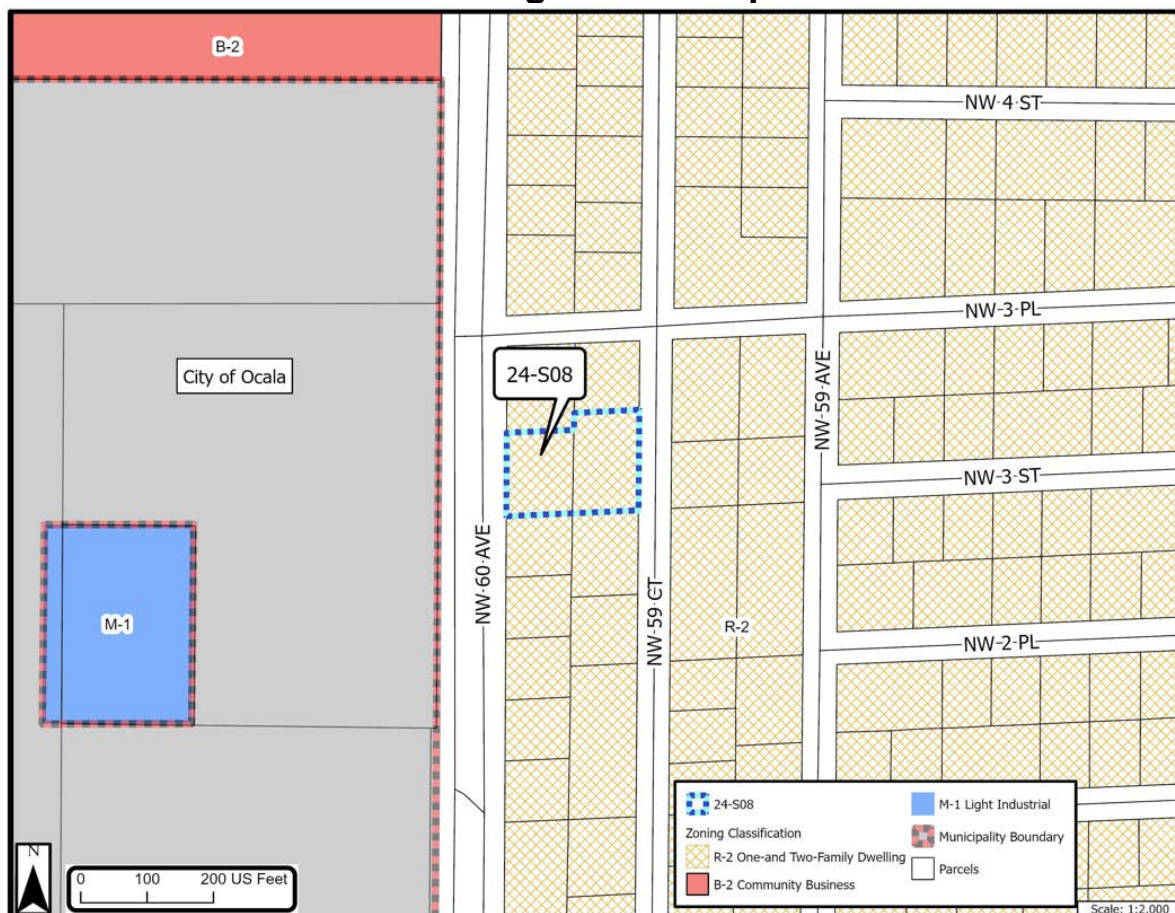 B-2
NW 4 ST
NW 3 PL
City of Ocala
24-S08
NW 59 AVE
NW 3 ST
NW 60 AVE
NW 59 CT
M-1
R-2
NW 2 PL
24-S08
Zoning Classification
R-2 One-and Two-Family Dwelling
B-2 Community Business
M-1 Light Industrial
Municipality Boundary
Parcels
N
0 100 200 US Feet
Scale: 1:2,000